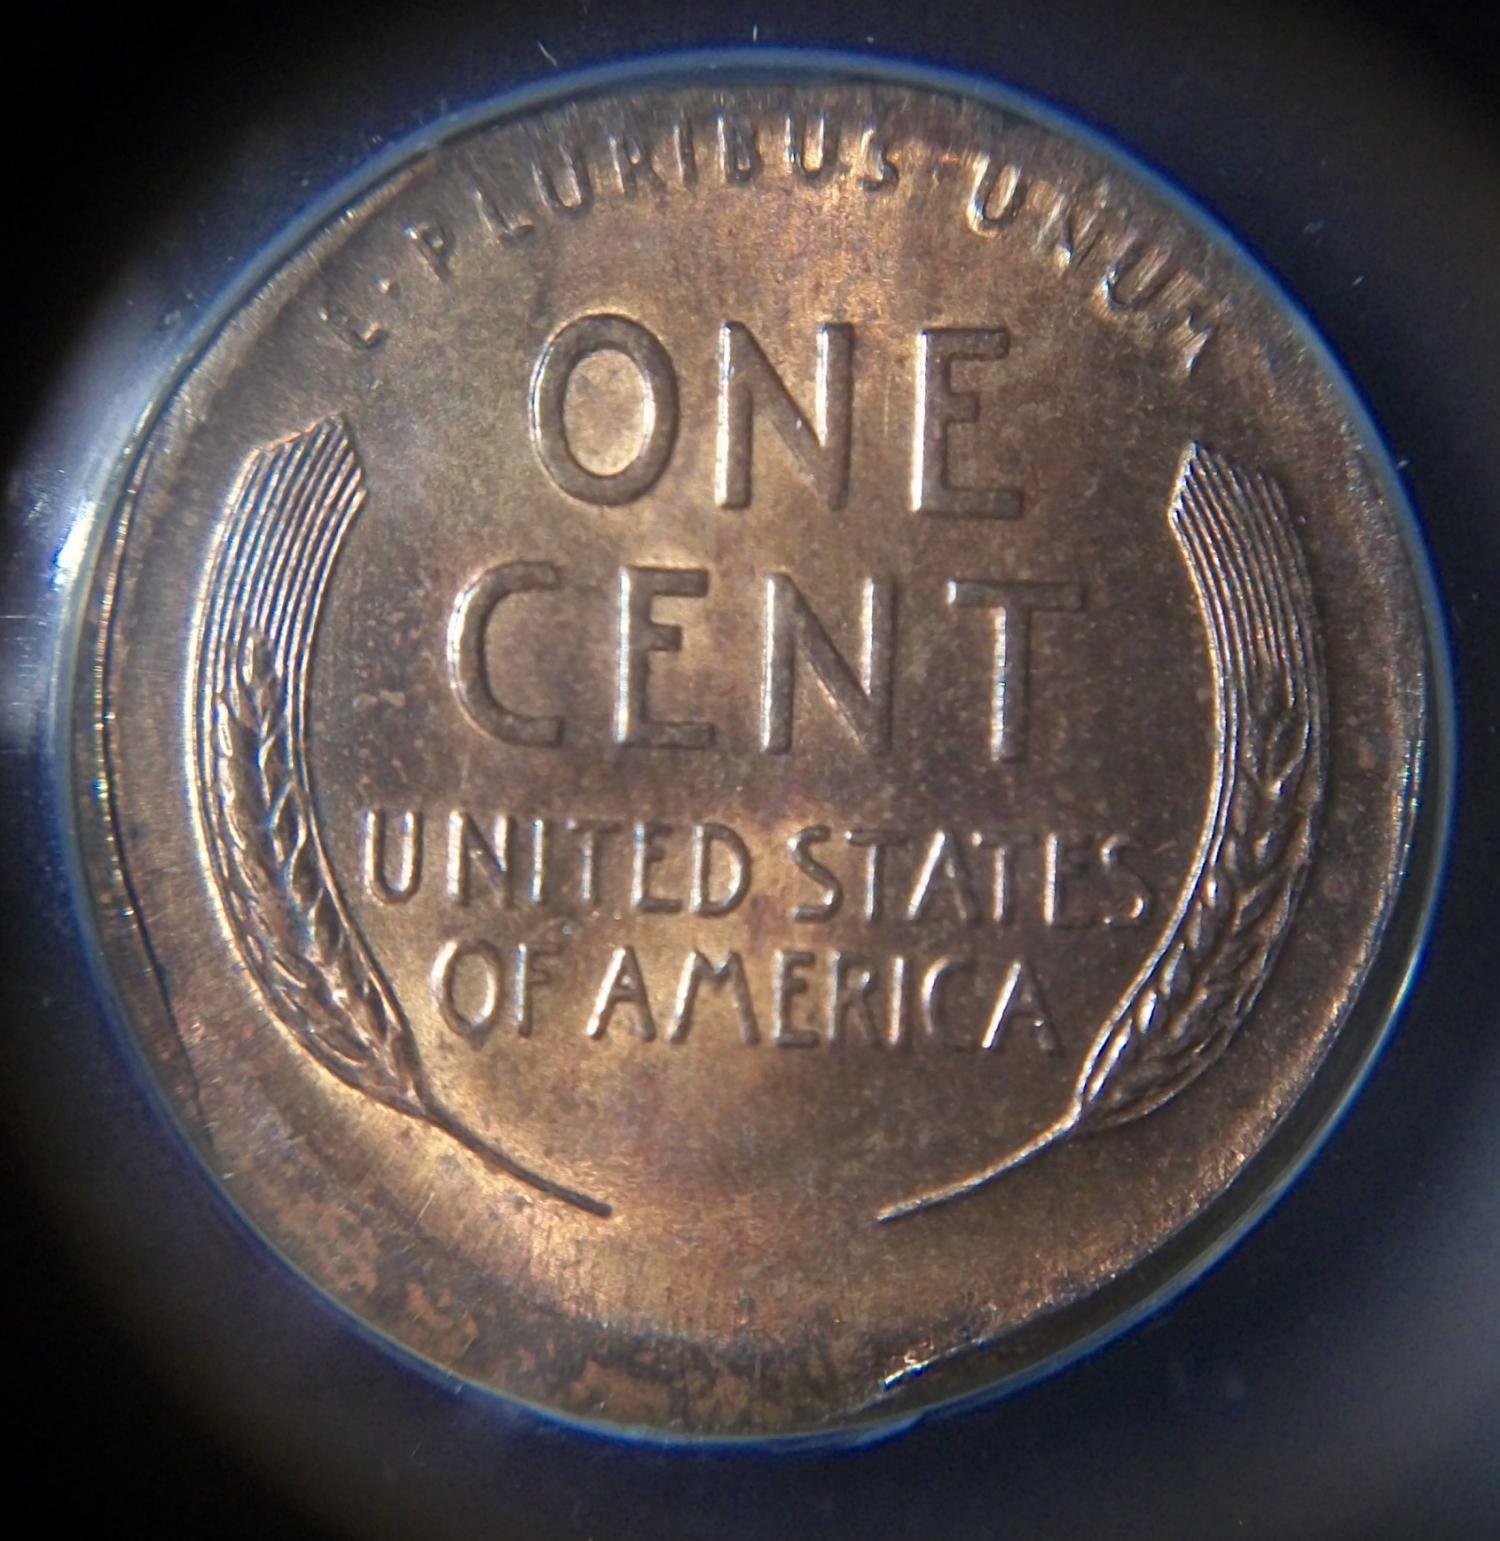 E·PLURIBUS·UNUM
ONE
CENT
UNITED STATES
OF AMERICA